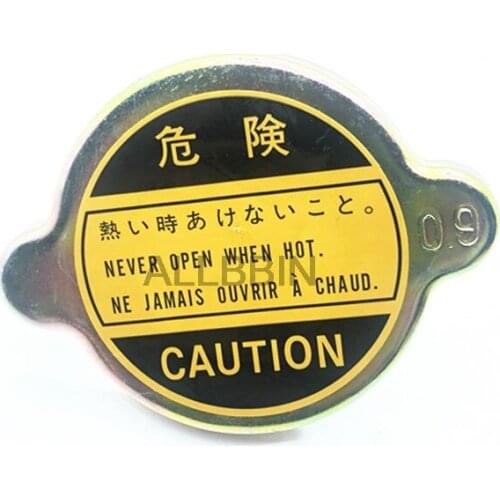 危険
熱い時あけないこと。
NEVER OPEN WHEN HOT.
ALLBBIN
NE JAMAIS OUVRIR À CHAUD.
CAUTION
0.9